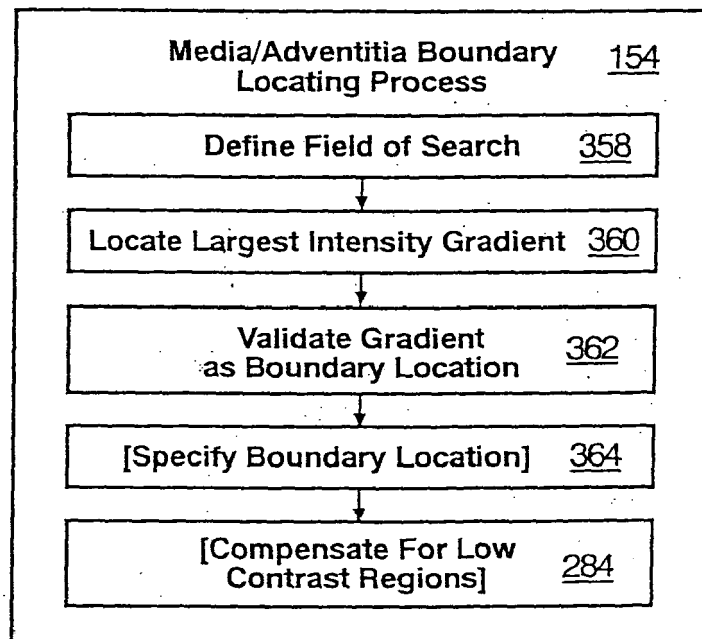 Media/Adventitia Boundary 154
Locating Process
Define Field of Search 358
Locate Largest Intensity Gradient 360
Validate Gradient 362
as Boundary Location
[Specify Boundary Location] 364
[Compensate For Low 284
Contrast Regions]